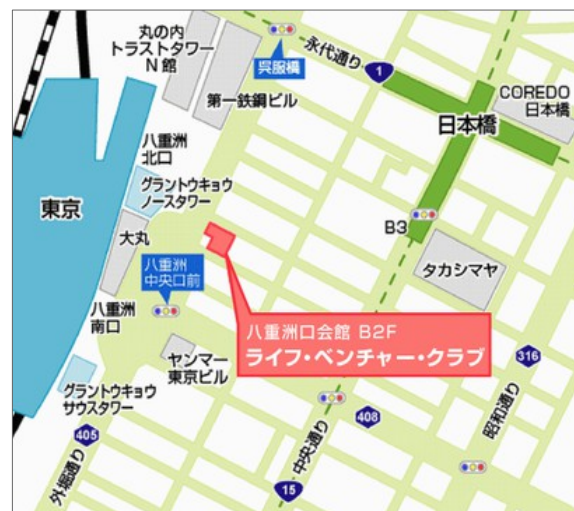 丸の内
トラストタワー
N館
呉服橋
永代通り
1
第一鉄鋼ビル
COREDO
日本橋
日本橋
八重洲
北口
グラントウキョウ
ノースタワー
東京
大丸
B3
タカシマヤ
八重洲
中央口前
八重洲
南口
八重洲口会館 B2F
ライフ・ベンチャー・クラブ
ヤンマー
東京ビル
316
グラントウキョウ
サウスタワー
408
昭和通り
中央通り
405
外堀通り
15